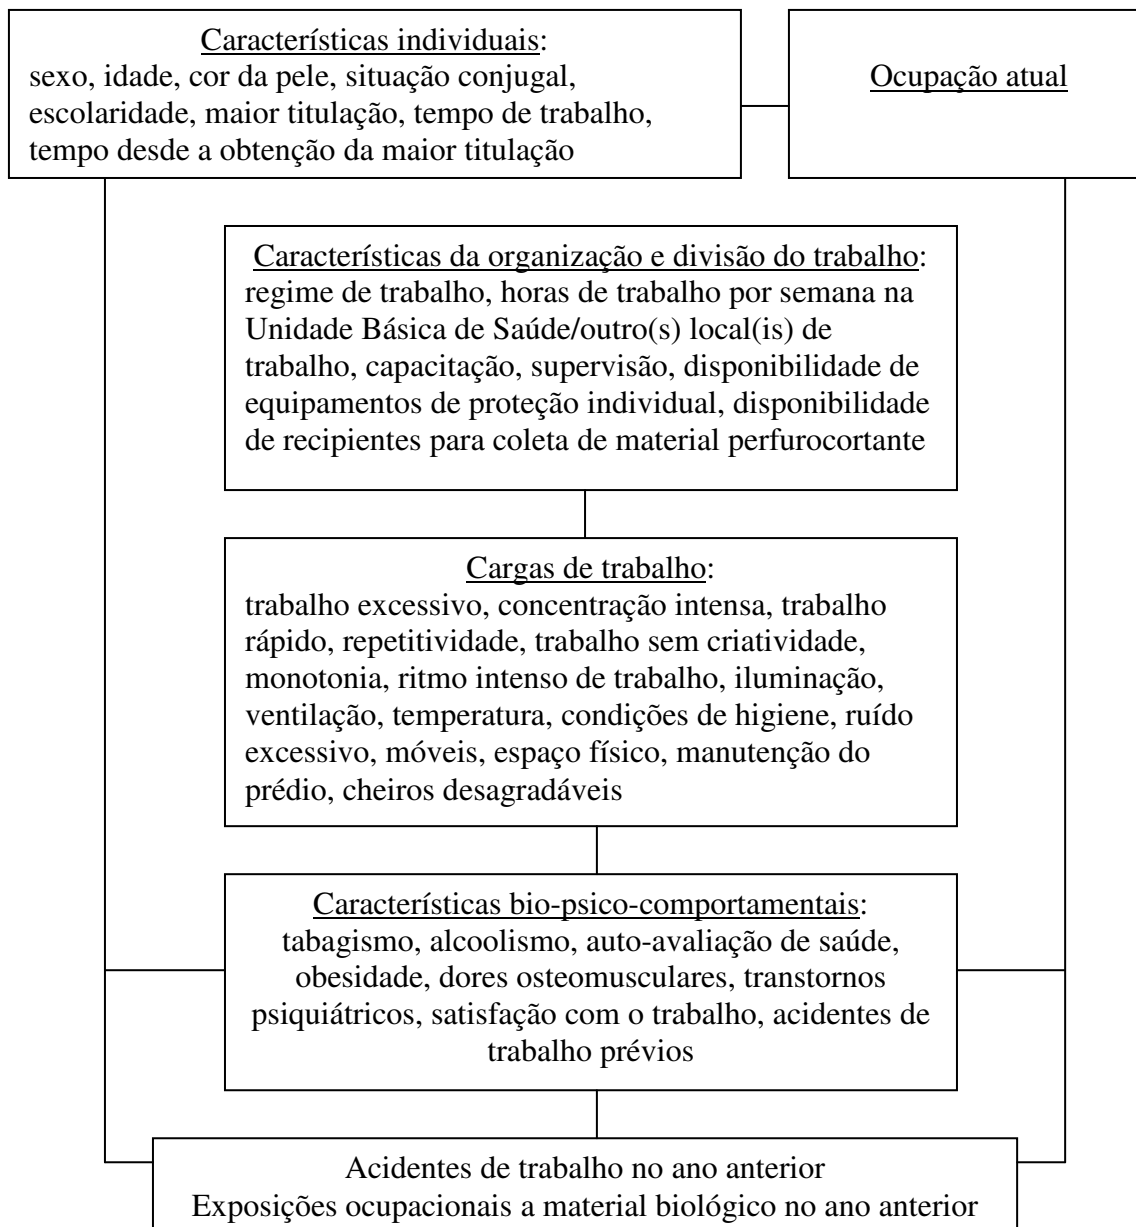 Características individuais:
sexo, idade, cor da pele, situação conjugal,
escolaridade, maior titulação, tempo de trabalho,
tempo desde a obtenção da maior titulação
Ocupação atual
Características da organização e divisão do trabalho:
regime de trabalho, horas de trabalho por semana na
Unidade Básica de Saúde/outro(s) local(is) de
trabalho, capacitação, supervisão, disponibilidade de
equipamentos de proteção individual, disponibilidade
de recipientes para coleta de material perfurocortante
Cargas de trabalho:
trabalho excessivo, concentração intensa, trabalho
rápido, repetitividade, trabalho sem criatividade,
monotonia, ritmo intenso de trabalho, iluminação,
ventilação, temperatura, condições de higiene, ruído
excessivo, móveis, espaço físico, manutenção do
prédio, cheiros desagradáveis
Características bio-psico-comportamentais:
tabagismo, alcoolismo, auto-avaliação de saúde,
obesidade, dores osteomusculares, transtornos
psiquiátricos, satisfação com o trabalho, acidentes de
trabalho prévios
Acidentes de trabalho no ano anterior
Exposições ocupacionais a material biológico no ano anterior